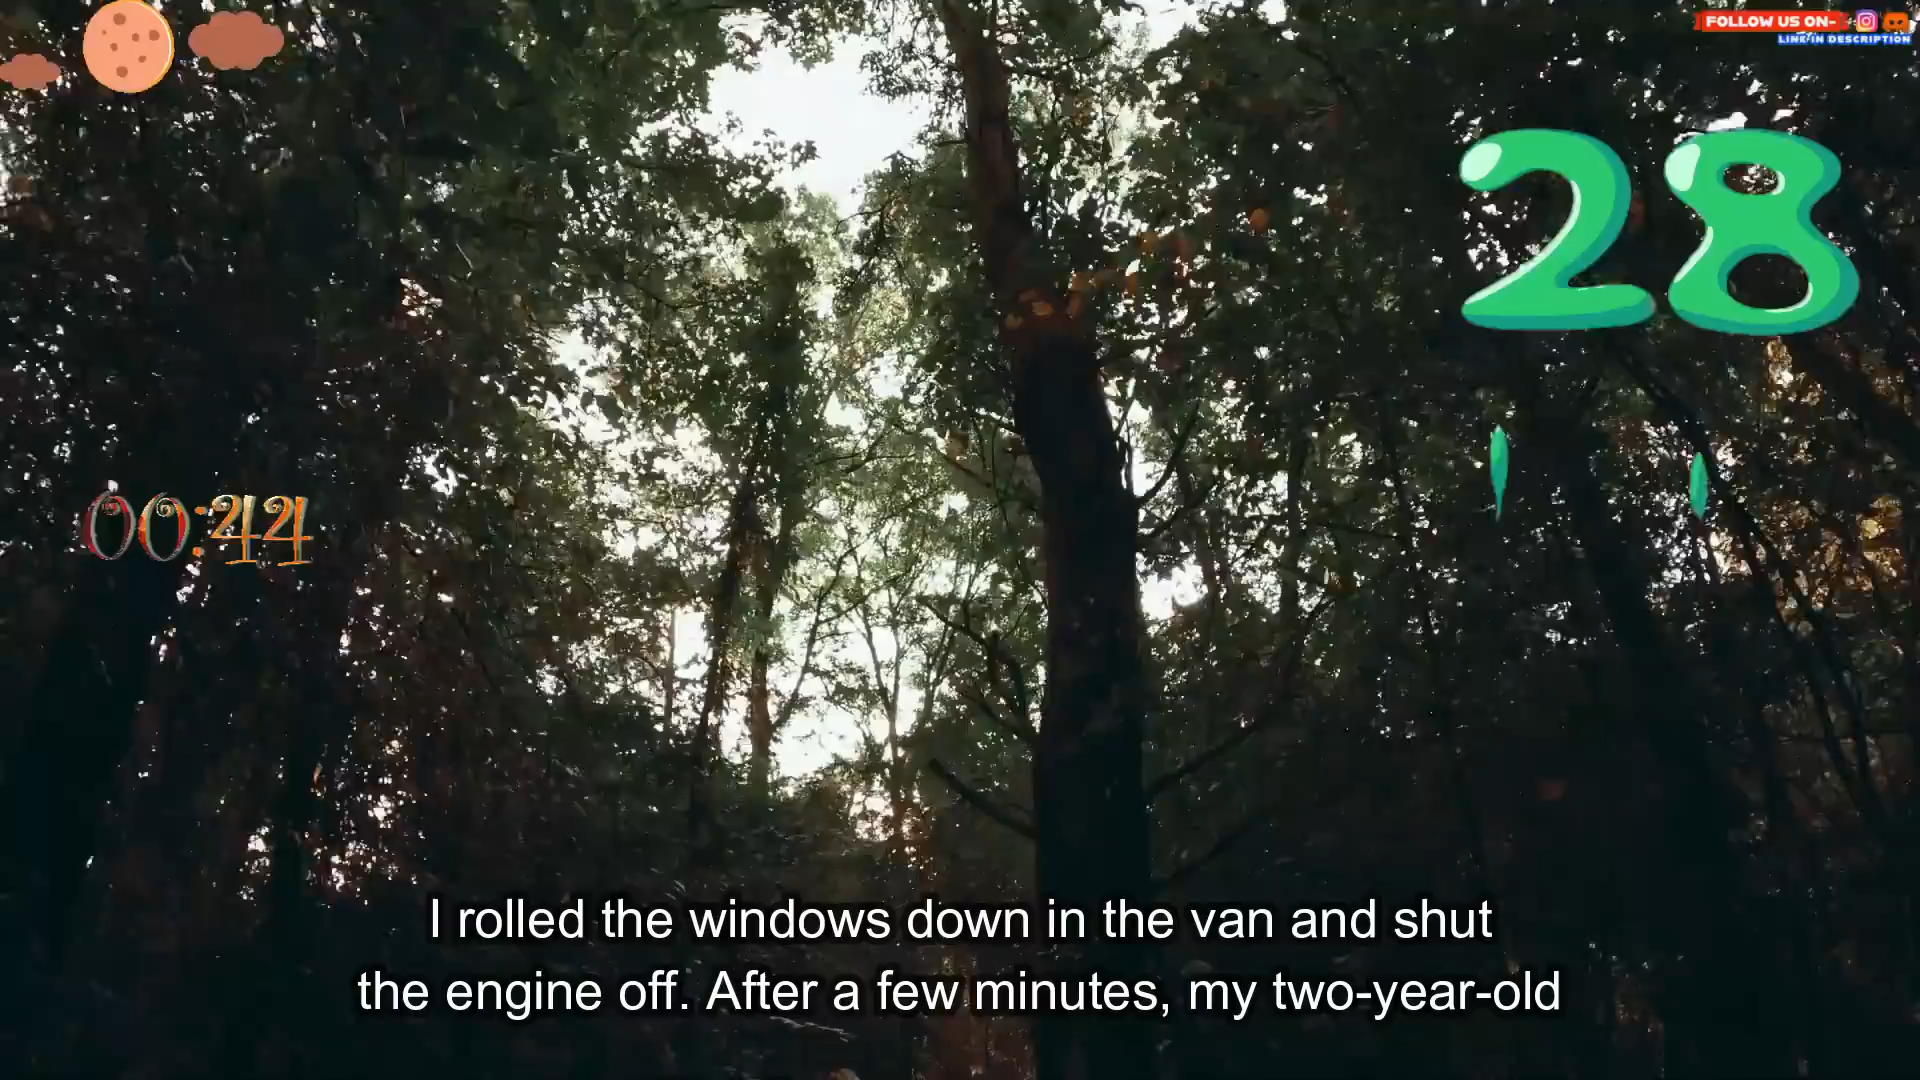 FOLLOW US ON-
LINK IN DESCRIPTION
28
00:44
I rolled the windows down in the van and shut
the engine off. After a few minutes, my two-year-old